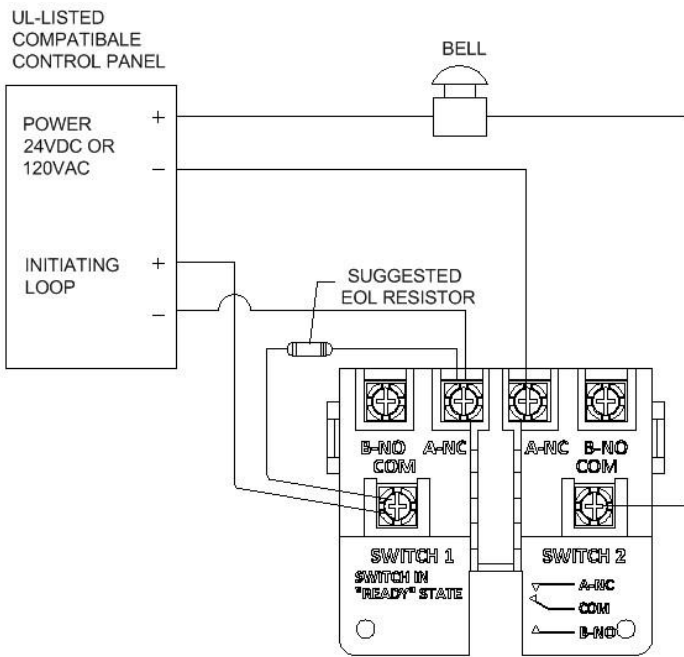 UL-LISTED
COMPATIBALE
CONTROL PANEL
BELL
POWER
24VDC OR
120VAC
+
−
INITIATING
LOOP
+
−
SUGGESTED
EOL RESISTOR
B-NO A-NC A-NC B-NO
COM COM
SWITCH 1 SWITCH 2
SWITCH IN
"READY" STATE
A-NC
COM
B-NO